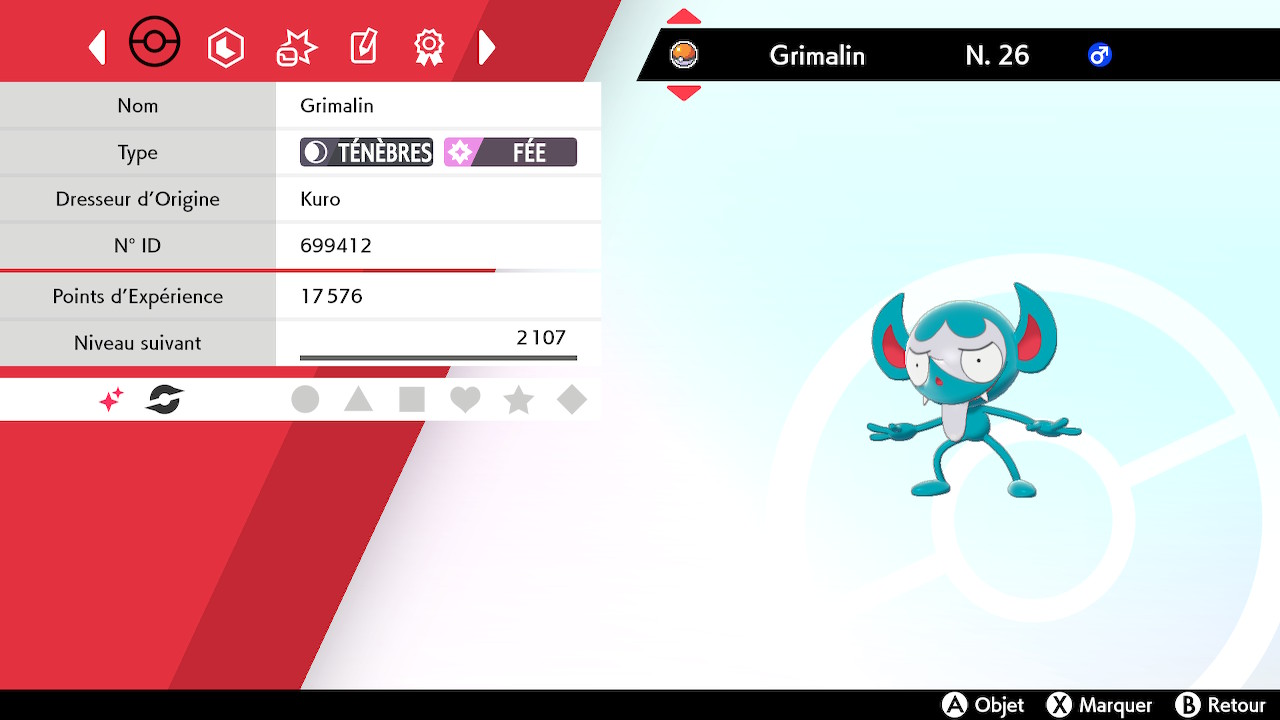 Grimalin N. 26
Nom Grimalin
Type TÉNÈBRES FÉE
Dresseur d'Origine Kuro
N° ID 699412
Points d'Expérience 17 576
Niveau suivant 2 107
A Objet X Marquer B Retour